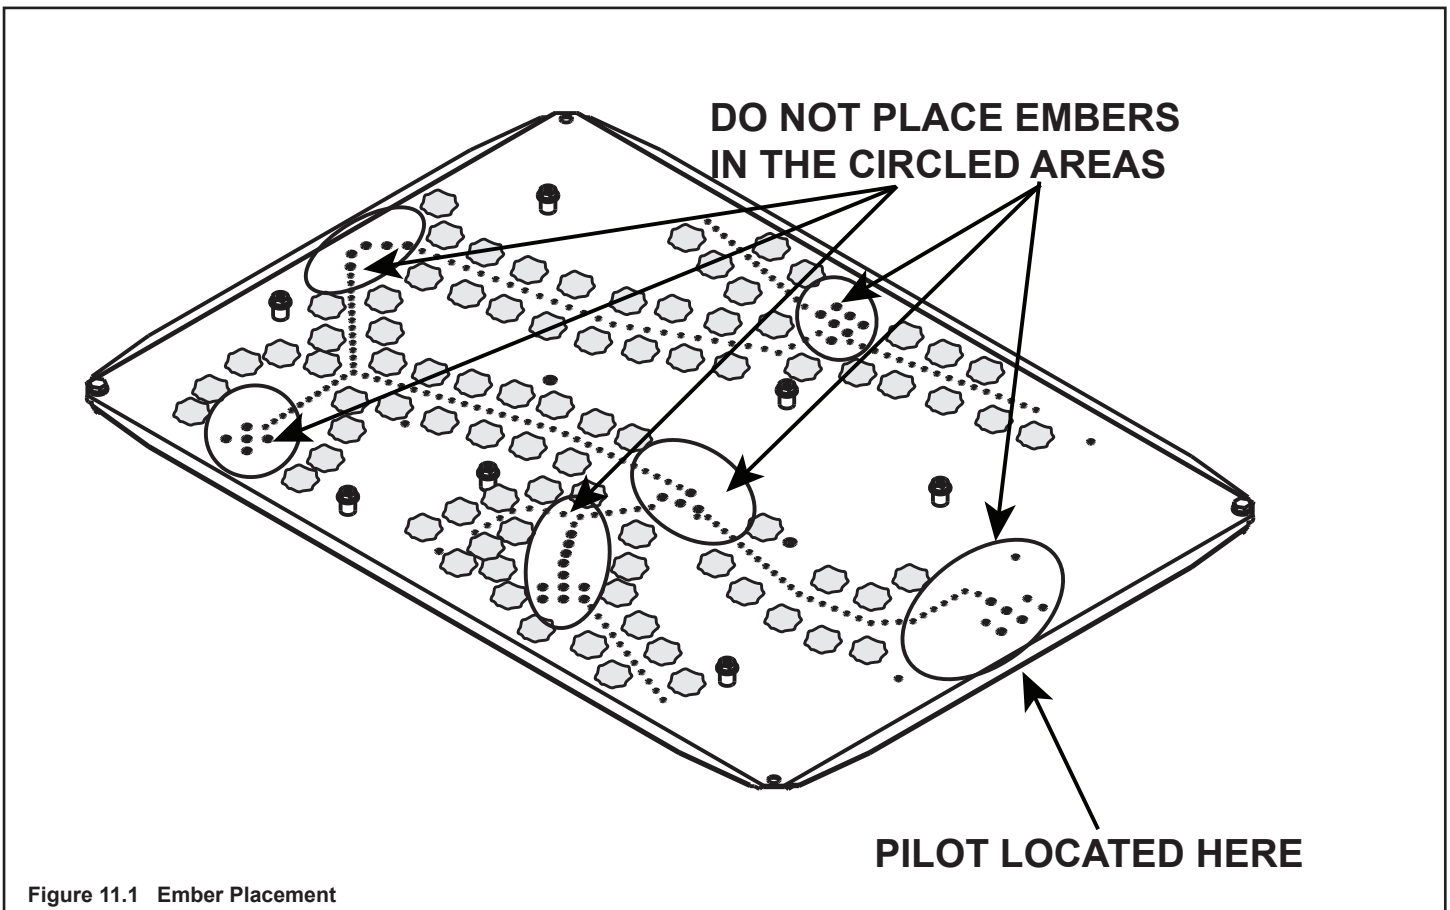 DO NOT PLACE EMBERS
IN THE CIRCLED AREAS
PILOT LOCATED HERE
Figure 11.1 Ember Placement